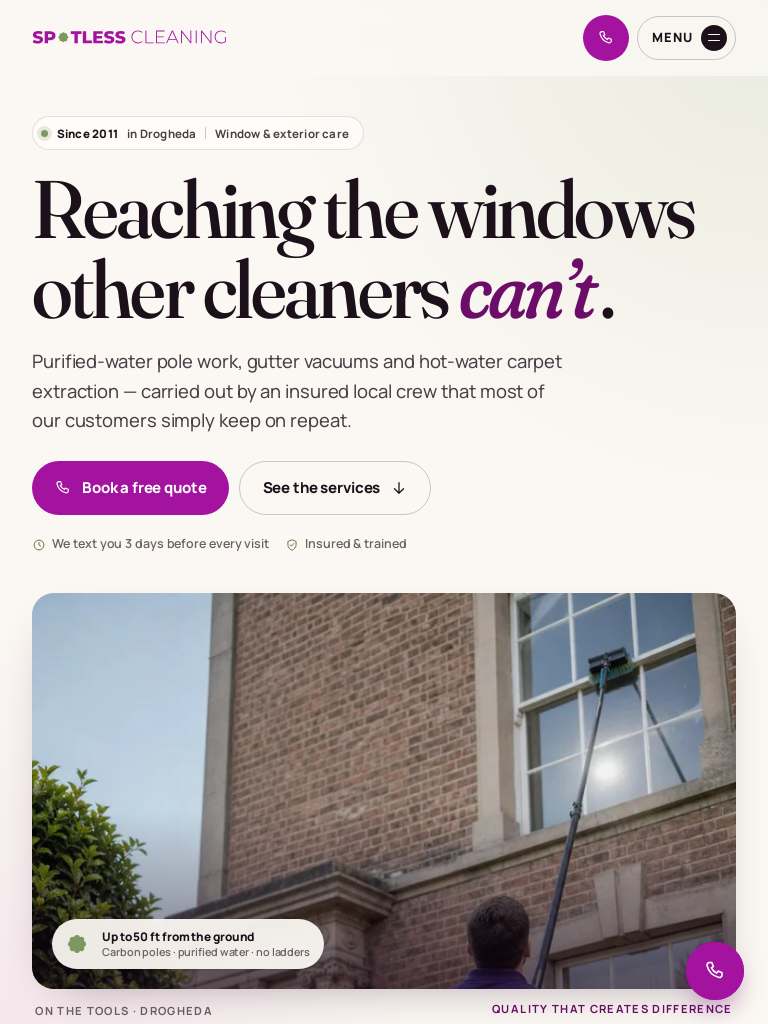 SPOTLESS CLEANING
MENU
Since 2011 in Drogheda | Window & exterior care
Reaching the windows
other cleaners can't.
Purified-water pole work, gutter vacuums and hot-water carpet
extraction — carried out by an insured local crew that most of
our customers simply keep on repeat.
Book a free quote
See the services
We text you 3 days before every visit
Insured & trained
Up to 50 ft from the ground
Carbon poles · purified water · no ladders
ON THE TOOLS · DROGHEDA
QUALITY THAT CREATES DIFFERENCE